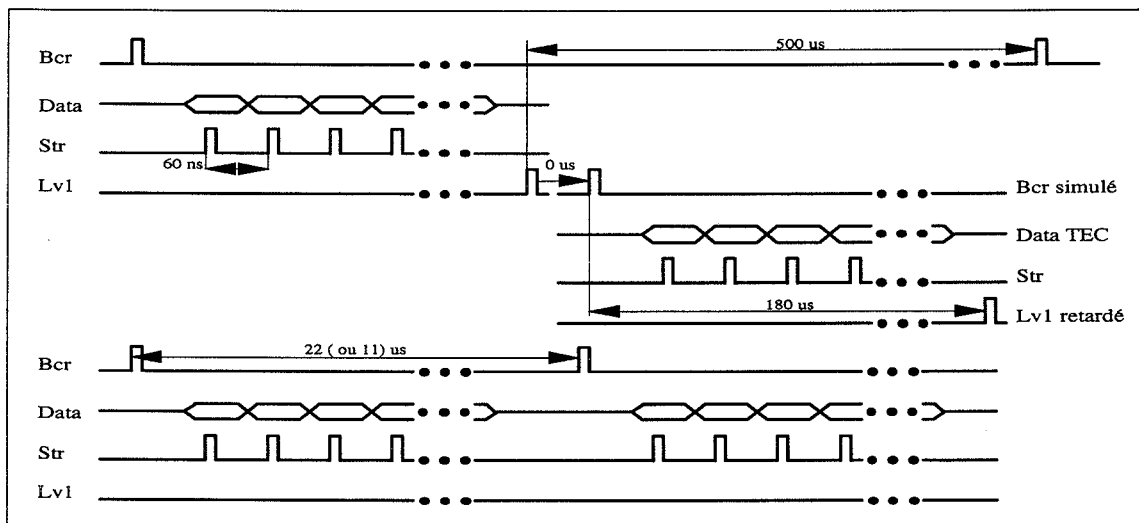 500 us
Bcr
Data
Str
60 ns
0 us
Lv1
Bcr simulé
Data TEC
Str
180 us
Lv1 retardé
22 ( ou 11) us
Bcr
Data
Str
Lv1